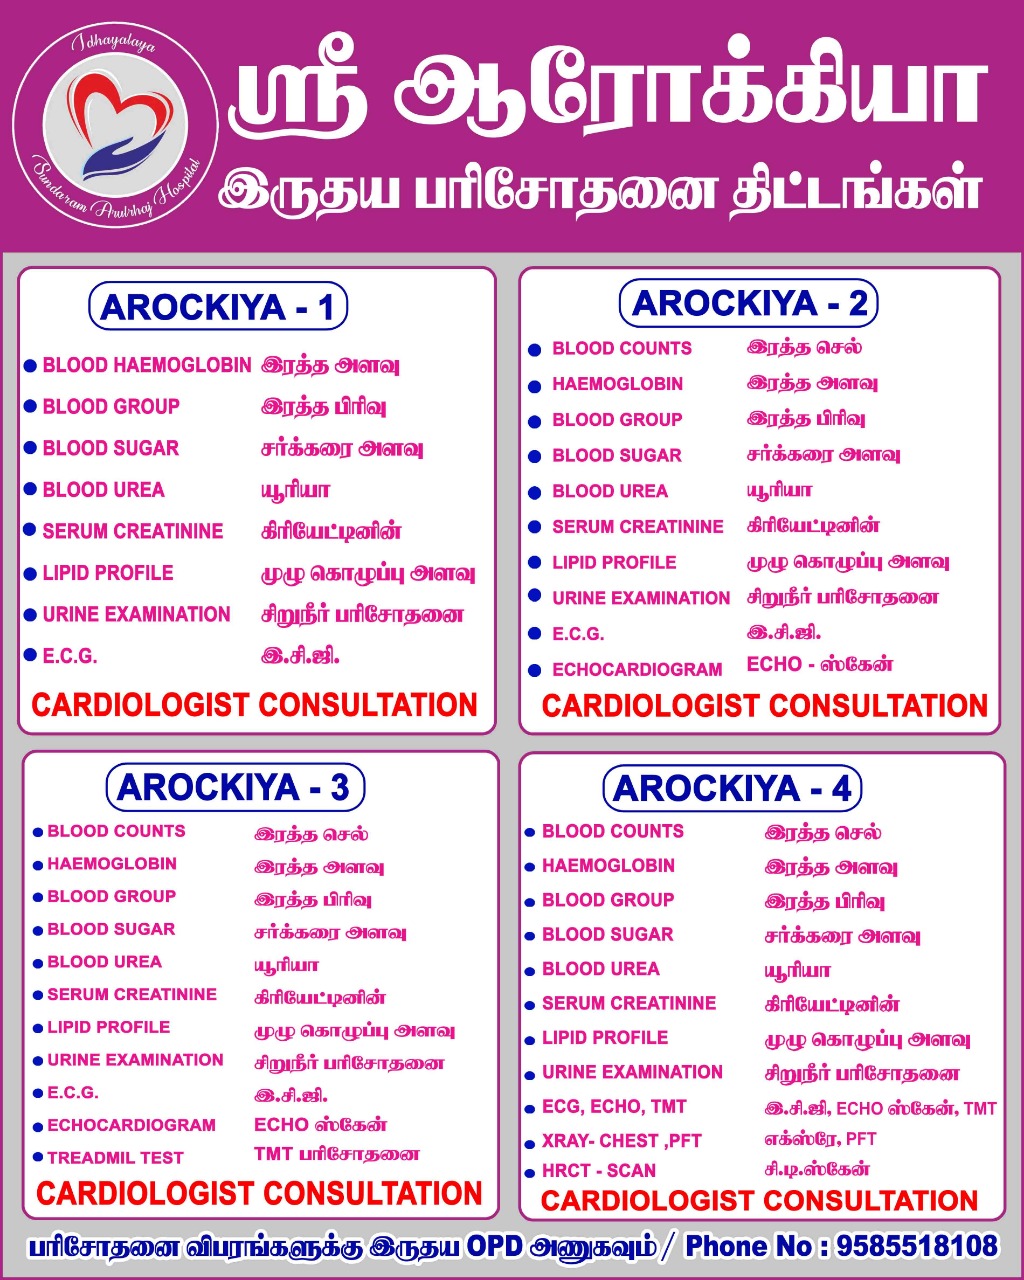 Idhayalaya
Sundaram Arulrhaj Hospital
ஸ்ரீ ஆரோக்கியா
இருதய பரிசோதனை திட்டங்கள்
AROCKIYA - 1
BLOOD HAEMOGLOBIN இரத்த அளவு
BLOOD GROUP இரத்த பிரிவு
BLOOD SUGAR சர்க்கரை அளவு
BLOOD UREA யூரியா
SERUM CREATININE கிரியேட்டினின்
LIPID PROFILE முழு கொழுப்பு அளவு
URINE EXAMINATION சிறுநீர் பரிசோதனை
E.C.G. இ.சி.ஜி.
CARDIOLOGIST CONSULTATION
AROCKIYA - 2
BLOOD COUNTS இரத்த செல்
HAEMOGLOBIN இரத்த அளவு
BLOOD GROUP இரத்த பிரிவு
BLOOD SUGAR சர்க்கரை அளவு
BLOOD UREA யூரியா
SERUM CREATININE கிரியேட்டினின்
LIPID PROFILE முழு கொழுப்பு அளவு
URINE EXAMINATION சிறுநீர் பரிசோதனை
E.C.G. இ.சி.ஜி.
ECHOCARDIOGRAM ECHO - ஸ்கேன்
CARDIOLOGIST CONSULTATION
AROCKIYA - 3
BLOOD COUNTS இரத்த செல்
HAEMOGLOBIN இரத்த அளவு
BLOOD GROUP இரத்த பிரிவு
BLOOD SUGAR சர்க்கரை அளவு
BLOOD UREA யூரியா
SERUM CREATININE கிரியேட்டினின்
LIPID PROFILE முழு கொழுப்பு அளவு
URINE EXAMINATION சிறுநீர் பரிசோதனை
E.C.G. இ.சி.ஜி.
ECHOCARDIOGRAM ECHO ஸ்கேன்
TREADMIL TEST TMT பரிசோதனை
CARDIOLOGIST CONSULTATION
AROCKIYA - 4
BLOOD COUNTS இரத்த செல்
HAEMOGLOBIN இரத்த அளவு
BLOOD GROUP இரத்த பிரிவு
BLOOD SUGAR சர்க்கரை அளவு
BLOOD UREA யூரியா
SERUM CREATININE கிரியேட்டினின்
LIPID PROFILE முழு கொழுப்பு அளவு
URINE EXAMINATION சிறுநீர் பரிசோதனை
ECG, ECHO, TMT இ.சி.ஜி, ECHO ஸ்கேன், TMT
XRAY- CHEST ,PFT எக்ஸ்ரே, PFT
HRCT - SCAN சி.டி.ஸ்கேன்
CARDIOLOGIST CONSULTATION
பரிசோதனை விபரங்களுக்கு இருதய OPD அணுகவும் / Phone No : 9585518108